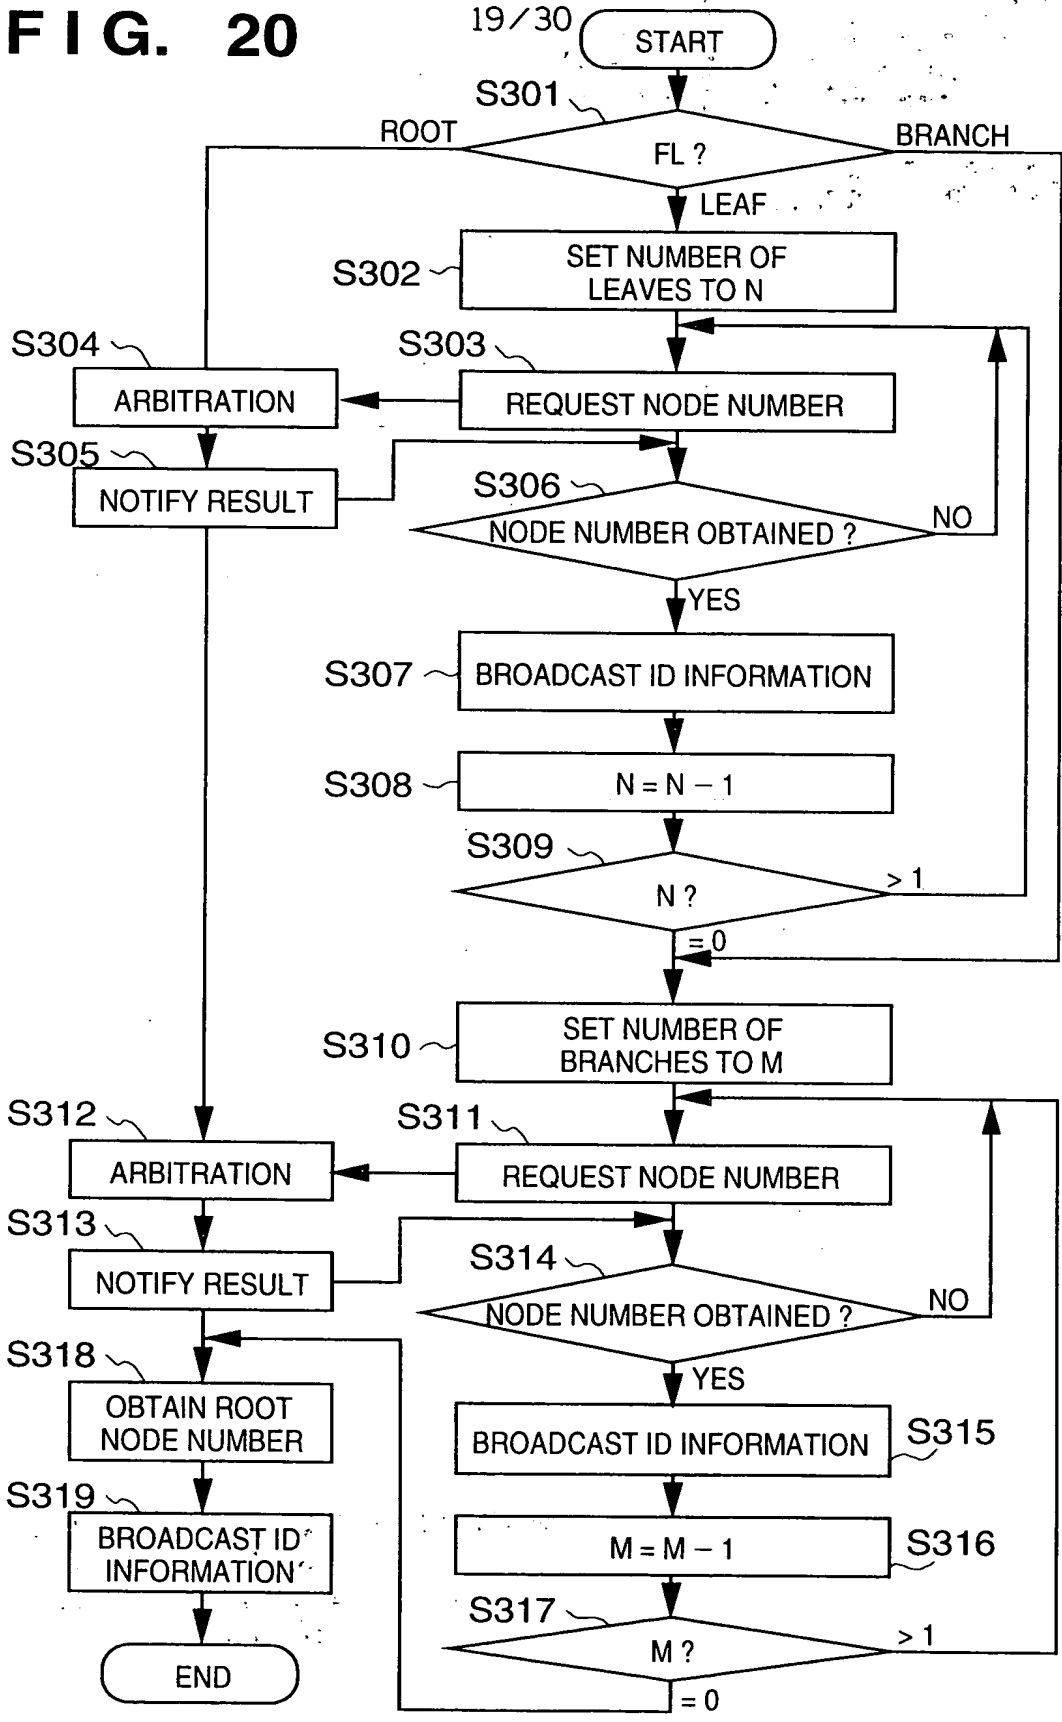 FIG. 20
19/30
START
S301
ROOT
FL ?
BRANCH
LEAF
S302
SET NUMBER OF
LEAVES TO N
S304
S303
ARBITRATION
REQUEST NODE NUMBER
S305
NOTIFY RESULT
S306
NODE NUMBER OBTAINED ?
NO
YES
S307
BROADCAST ID INFORMATION
S308
N = N – 1
S309
N ?
> 1
= 0
S310
SET NUMBER OF
BRANCHES TO M
S312
S311
ARBITRATION
REQUEST NODE NUMBER
S313
NOTIFY RESULT
S314
NODE NUMBER OBTAINED ?
NO
YES
S318
OBTAIN ROOT
NODE NUMBER
BROADCAST ID INFORMATION
S315
S319
BROADCAST ID
INFORMATION
M = M – 1
S316
S317
M ?
> 1
= 0
END